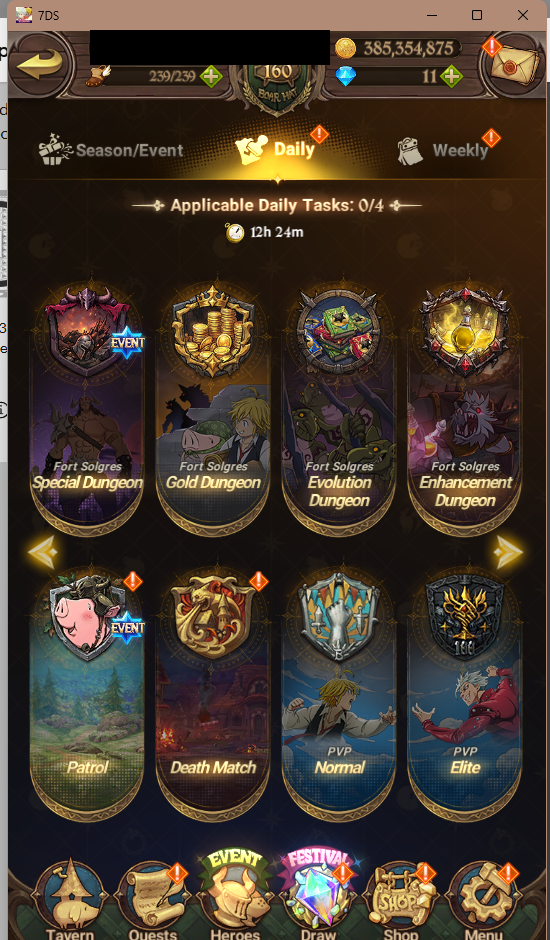 7DS
385,354,875
239/239
160
11
BOAR HAT
Season/Event
Daily
Weekly
Applicable Daily Tasks: 0/4
12h 24m
EVENT
Fort Solgres
Special Dungeon
Fort Solgres
Gold Dungeon
Fort Solgres
Evolution
Dungeon
Fort Solgres
Enhancement
Dungeon
EVENT
Patrol
Death Match
PVP
Normal
PVP
Elite
EVENT
FESTIVAL
SHOP
Tavern
Quests
Heroes
Draw
Shop
Menu